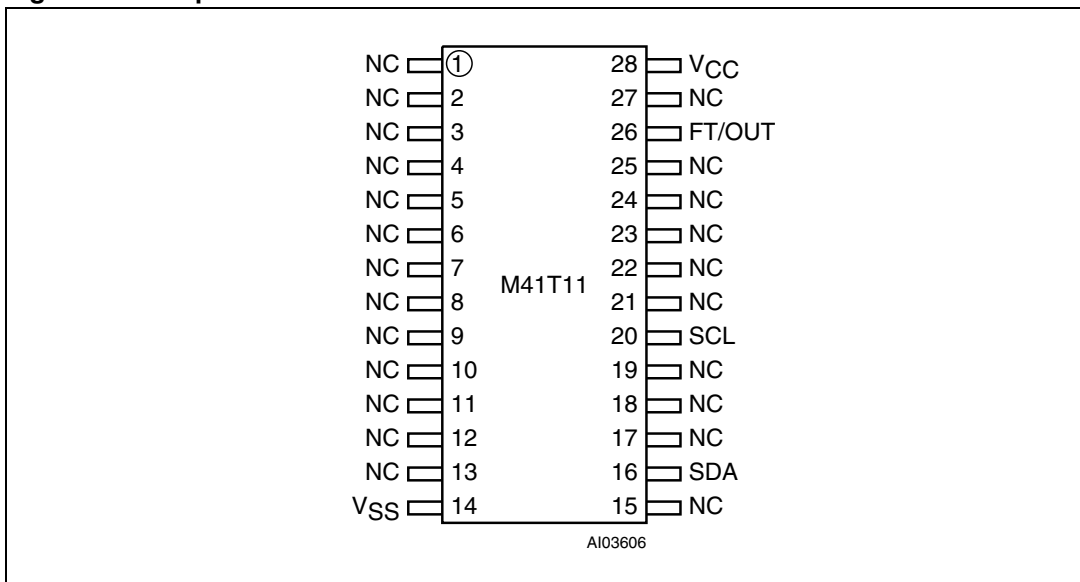 NC 1 28 VCC
NC 2 27 NC
NC 3 26 FT/OUT
NC 4 25 NC
NC 5 24 NC
NC 6 23 NC
NC 7 22 NC
M41T11
NC 8 21 NC
NC 9 20 SCL
NC 10 19 NC
NC 11 18 NC
NC 12 17 NC
NC 13 16 SDA
VSS 14 15 NC
AI03606